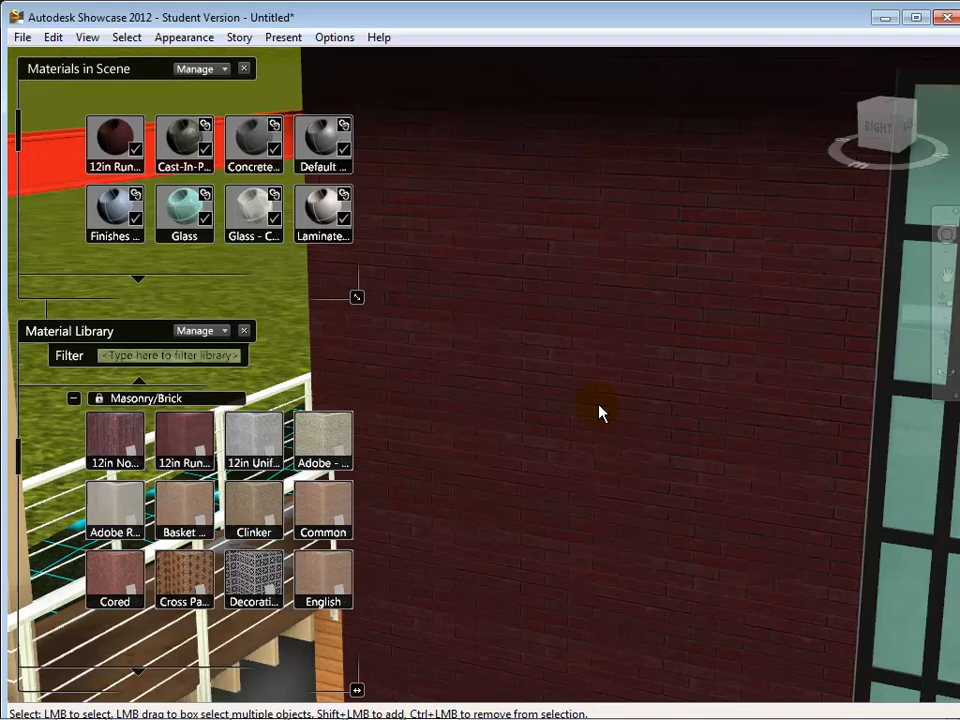 Autodesk Showcase 2012 - Student Version - Untitled*
File Edit View Select Appearance Story Present Options Help
Materials in Scene Manage
12in Run... Cast-In-P... Concrete... Default ...
Finishes ... Glass Glass - C... Laminate...
Material Library Manage
Filter <Type here to filter library>
Masonry/Brick
12in No... 12in Run... 12in Unif... Adobe - ...
Adobe R... Basket ... Clinker Common
Cored Cross Pa... Decorati... English
RIGHT
Select: LMB to select. LMB drag to box select multiple objects. Shift+LMB to add, Ctrl+LMB to remove from selection.